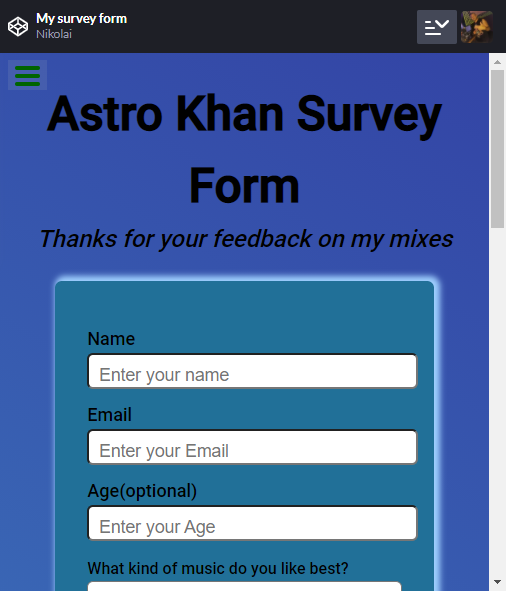 My survey form
Nikolai
Astro Khan Survey
Form
Thanks for your feedback on my mixes
Name
Enter your name
Email
Enter your Email
Age(optional)
Enter your Age
What kind of music do you like best?